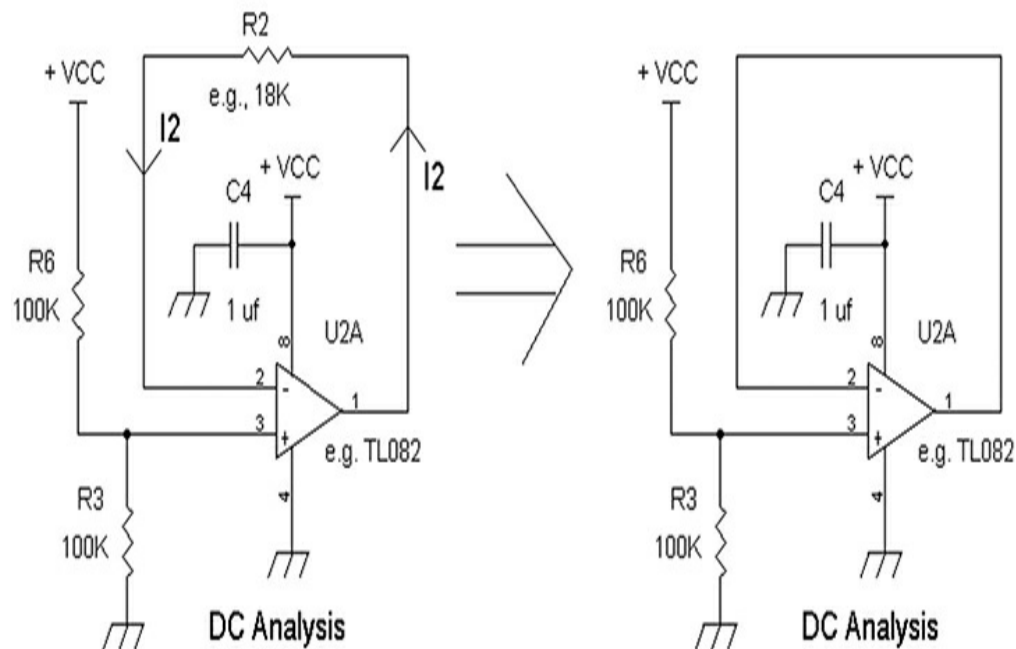 R2
+ VCC
e.g., 18K
I2
I2
+ VCC
C4
R6
100K
1 uf
U2A
8
2
-
1
3
+
e.g. TL082
4
R3
100K
DC Analysis
+ VCC
+ VCC
C4
R6
100K
1 uf
U2A
8
2
-
1
3
+
e.g. TL082
4
R3
100K
DC Analysis